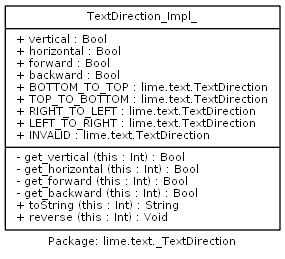 TextDirection_Impl_
+ vertical : Bool
+ horizontal : Bool
+ forward : Bool
+ backward : Bool
+ BOTTOM_TO_TOP : lime.text.TextDirection
+ TOP_TO_BOTTOM : lime.text.TextDirection
+ RIGHT_TO_LEFT : lime.text.TextDirection
+ LEFT_TO_RIGHT : lime.text.TextDirection
+ INVALID : lime.text.TextDirection
- get_vertical (this : Int) : Bool
- get_horizontal (this : Int) : Bool
- get_forward (this : Int) : Bool
- get_backward (this : Int) : Bool
+ toString (this : Int) : String
+ reverse (this : Int) : Void
Package: lime.text._TextDirection